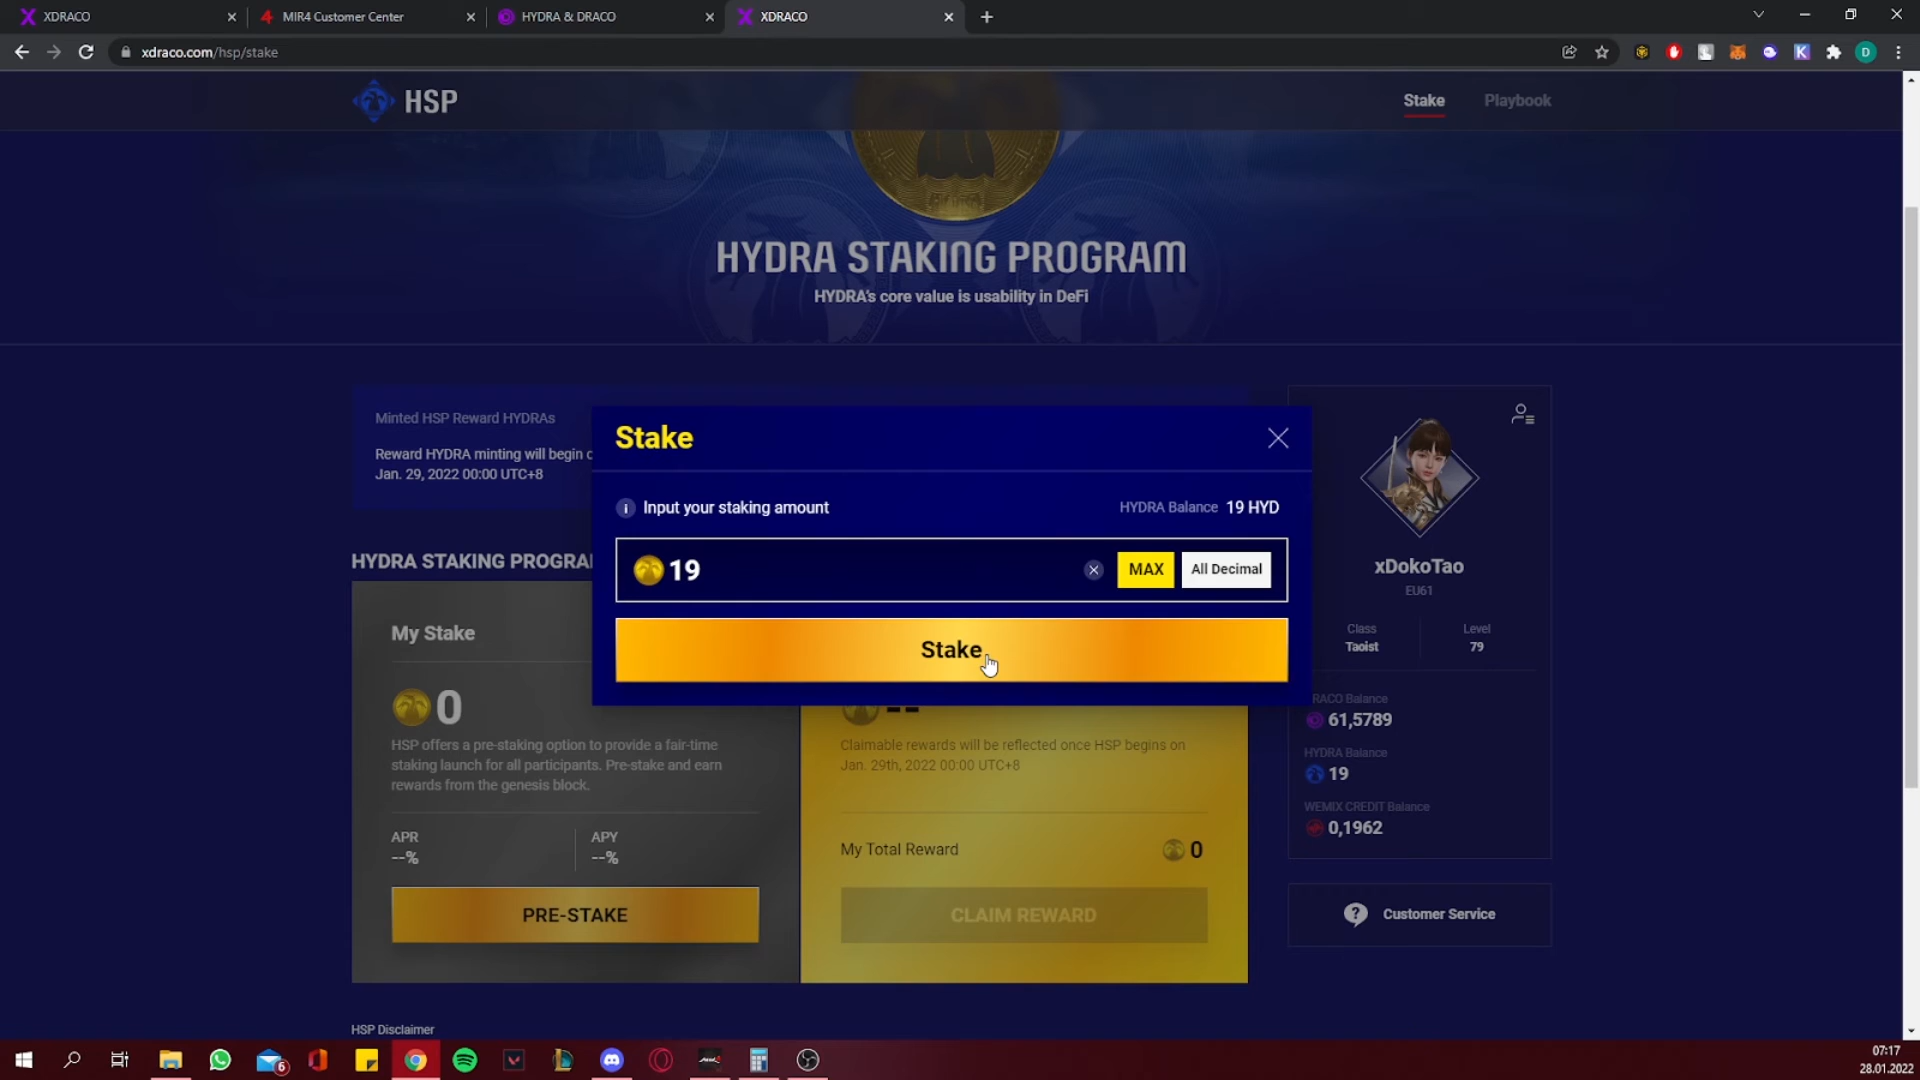 XDRACO
MIR4 Customer Center
HYDRA & DRACO
XDRACO
xdraco.com/hsp/stake
K
D
HSP
Stake
Playbook
HYDRA STAKING PROGRAM
HYDRA's core value is usability in DeFi
Minted HSP Reward HYDRAs
Reward HYDRA minting will begin
Jan. 29, 2022 00:00 UTC+8
Stake
Input your staking amount
HYDRA Balance 19 HYD
19
MAX
All Decimal
Stake
HYDRA STAKING
My Stake
0
HSP offers a pre-staking option to provide a fair-time
staking launch for all participants. Pre-stake and earn
rewards from the genesis block.
APR
--%
APY
--%
PRE-STAKE
--
Claimable rewards will be reflected once HSP begins on
Jan. 29th, 2022 00:00 UTC+8
My Total Reward
0
CLAIM REWARD
xDokoTao
EU61
Class
Taoist
Level
79
RACO Balance
61,5789
HYDRA Balance
19
WEMIX CREDIT Balance
0,1962
? Customer Service
HSP Disclaimer
6
07:17
28.01.2022